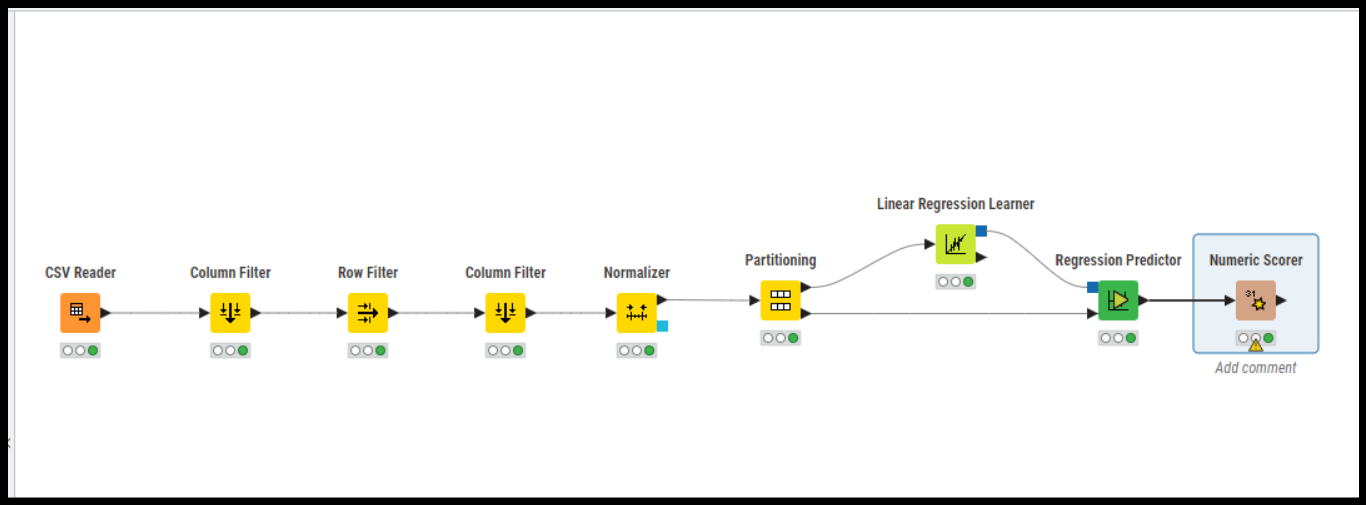 Linear Regression Learner
CSV Reader
Column Filter
Row Filter
Column Filter
Normalizer
Partitioning
Regression Predictor
Numeric Scorer
31
Add comment